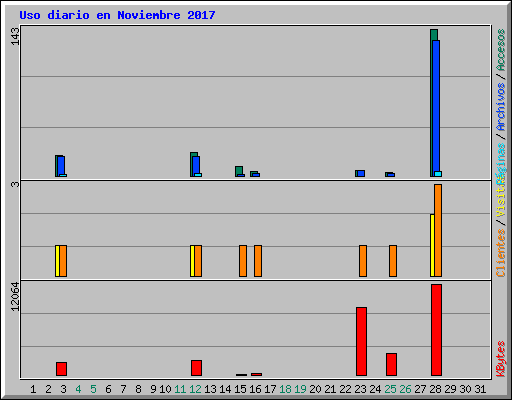 Uso diario en Noviembre 2017
143
3
12064
Accesos / Archivos / Páginas
Clientes / Visitas
KBytes
1 2 3 4 5 6 7 8 9 10 11 12 13 14 15 16 17 18 19 20 21 22 23 24 25 26 27 28 29 30 31